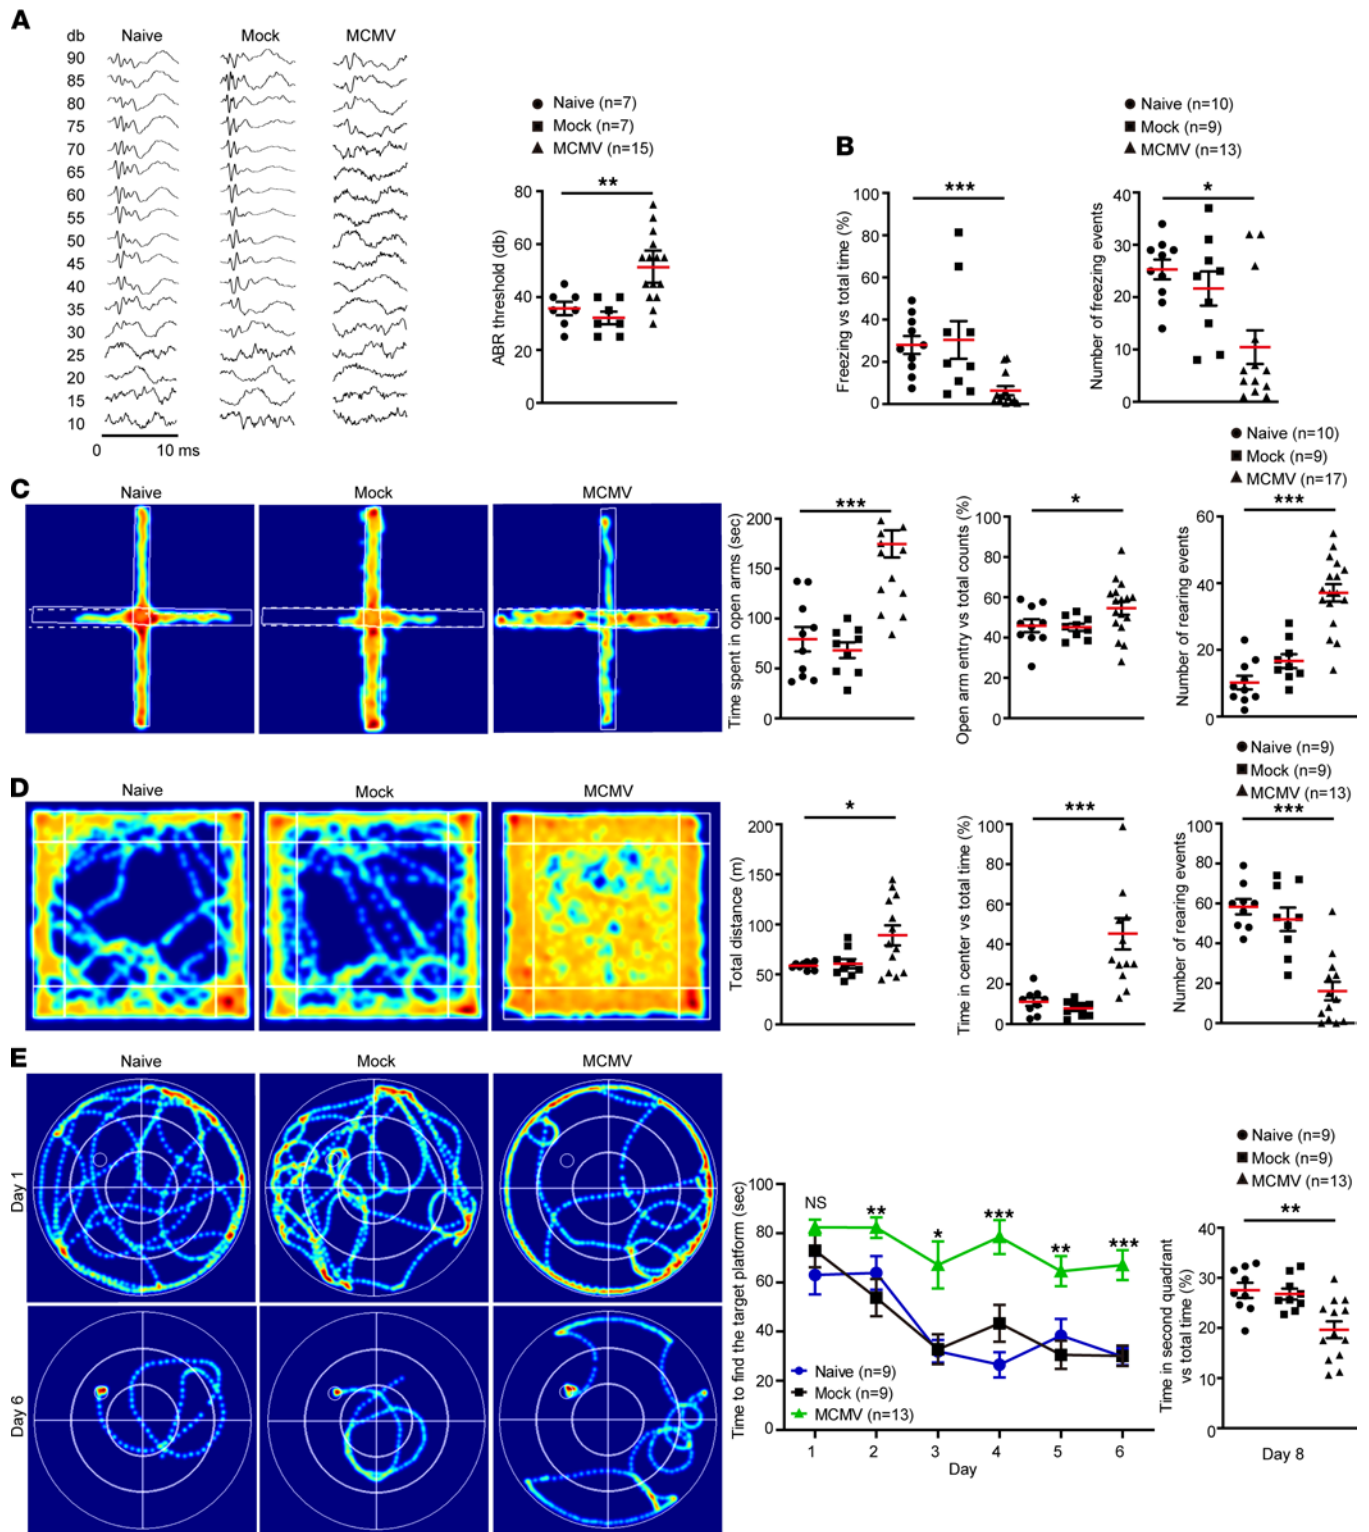 A
db Naive Mock MCMV
90
85
80
75
70
65
60
55
50
45
40
35
30
25
20
15
10
0 10 ms
Naive (n=7)
Mock (n=7)
MCMV (n=15)
**
ABR threshold (db)
80
60
40
20
0
B
Naive (n=10)
Mock (n=9)
MCMV (n=13)
***
Freezing vs total time (%)
100
80
60
40
20
0
*
Number of freezing events
40
30
20
10
0
C
Naive Mock MCMV
***
Time spent in open arms (sec)
200
150
100
50
0
*
Open arm entry vs total counts (%)
100
80
60
40
20
0
Naive (n=10)
Mock (n=9)
MCMV (n=17)
***
Number of rearing events
60
40
20
0
D
Naive Mock MCMV
*
Total distance (m)
200
150
100
50
0
***
Time in center vs total time (%)
100
80
60
40
20
0
Naive (n=9)
Mock (n=9)
MCMV (n=13)
***
Number of rearing events
100
80
60
40
20
0
E
Naive Mock MCMV
Day 1
Day 6
Time to find the target platform (sec)
100
80
60
40
20
0
NS ** * *** ** ***
Naive (n=9)
Mock (n=9)
MCMV (n=13)
1 2 3 4 5 6
Day
Naive (n=9)
Mock (n=9)
MCMV (n=13)
**
Time in second quadrant
vs total time (%)
40
30
20
10
0
Day 8